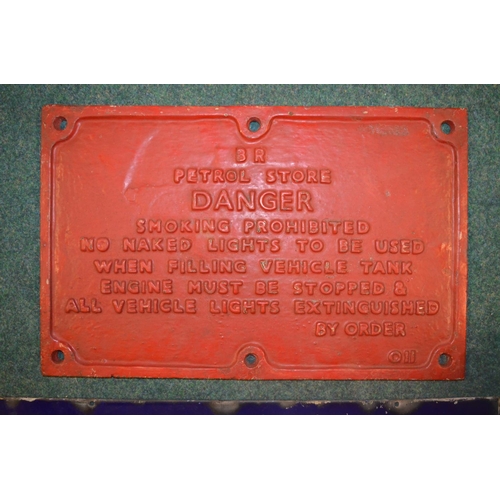 BR
PETROL STORE
DANGER
SMOKING PROHIBITED
NO NAKED LIGHTS TO BE USED
WHEN FILLING VEHICLE TANK
ENGINE MUST BE STOPPED &
ALL VEHICLE LIGHTS EXTINGUISHED
BY ORDER
011